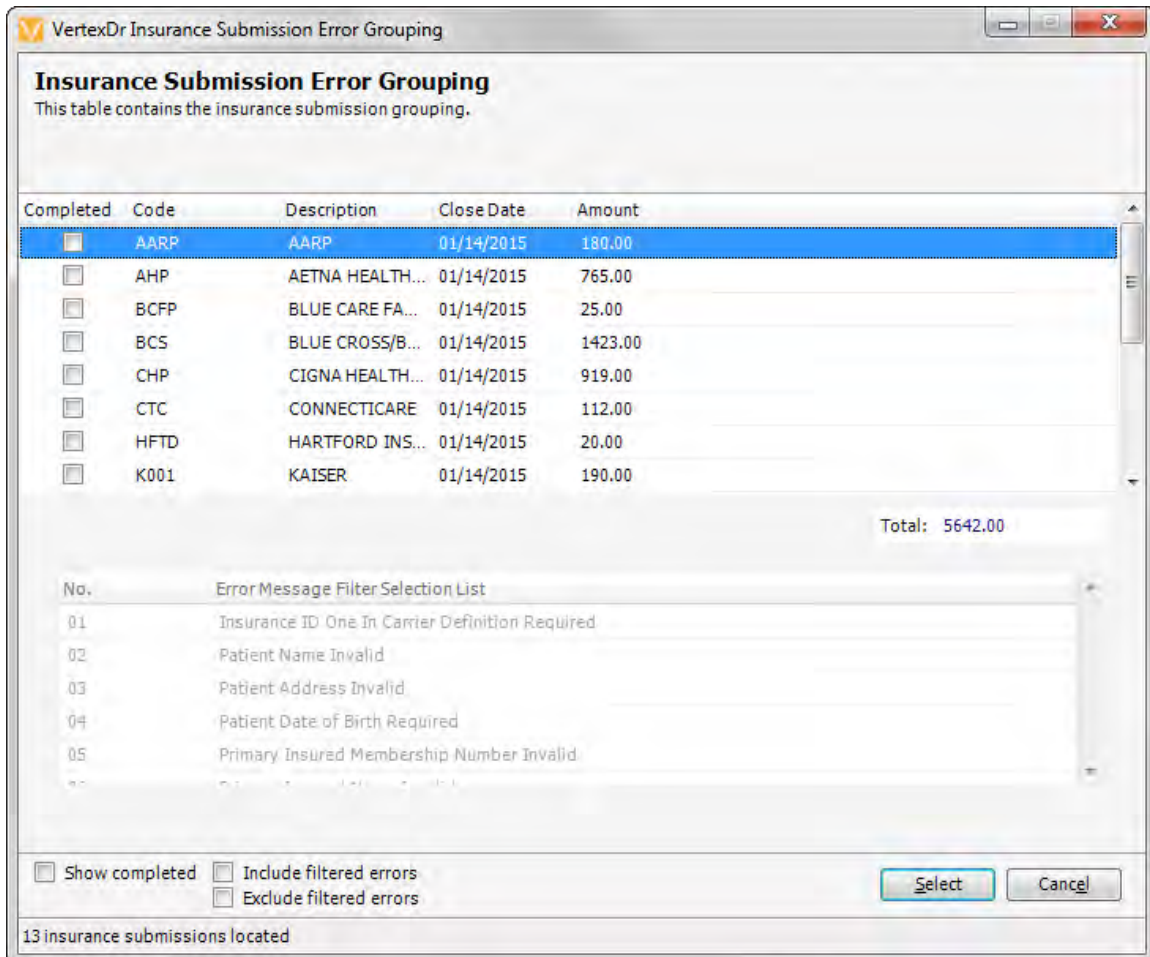 VertexDr Insurance Submission Error Grouping
Insurance Submission Error Grouping
This table contains the insurance submission grouping.
Completed Code Description Close Date Amount
AARP AARP 01/14/2015 180.00
AHP AETNA HEALTH... 01/14/2015 765.00
BCFP BLUE CARE FA... 01/14/2015 25.00
BCS BLUE CROSS/B... 01/14/2015 1423.00
CHP CIGNA HEALTH... 01/14/2015 919.00
CTC CONNECTICARE 01/14/2015 112.00
HFTD HARTFORD INS... 01/14/2015 20.00
K001 KAISER 01/14/2015 190.00
Total: 5642.00
No. Error Message Filter Selection List
01 Insurance ID One In Carrier Definition Required
02 Patient Name Invalid
03 Patient Address Invalid
04 Patient Date of Birth Required
05 Primary Insured Membership Number Invalid
Show completed Include filtered errors
Exclude filtered errors
Select Cancel
13 insurance submissions located